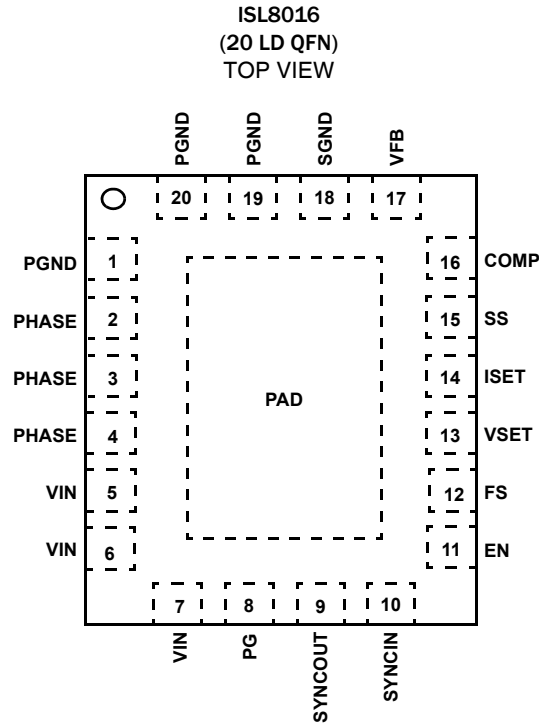 ISL8016
(20 LD QFN)
TOP VIEW
PGND
PGND
SGND
VFB
20
19
18
17
PGND
1
16
COMP
PHASE
2
15
SS
PHASE
3
14
ISET
PAD
PHASE
4
13
VSET
VIN
5
12
FS
VIN
6
11
EN
7
8
9
10
VIN
PG
SYNCOUT
SYNCIN